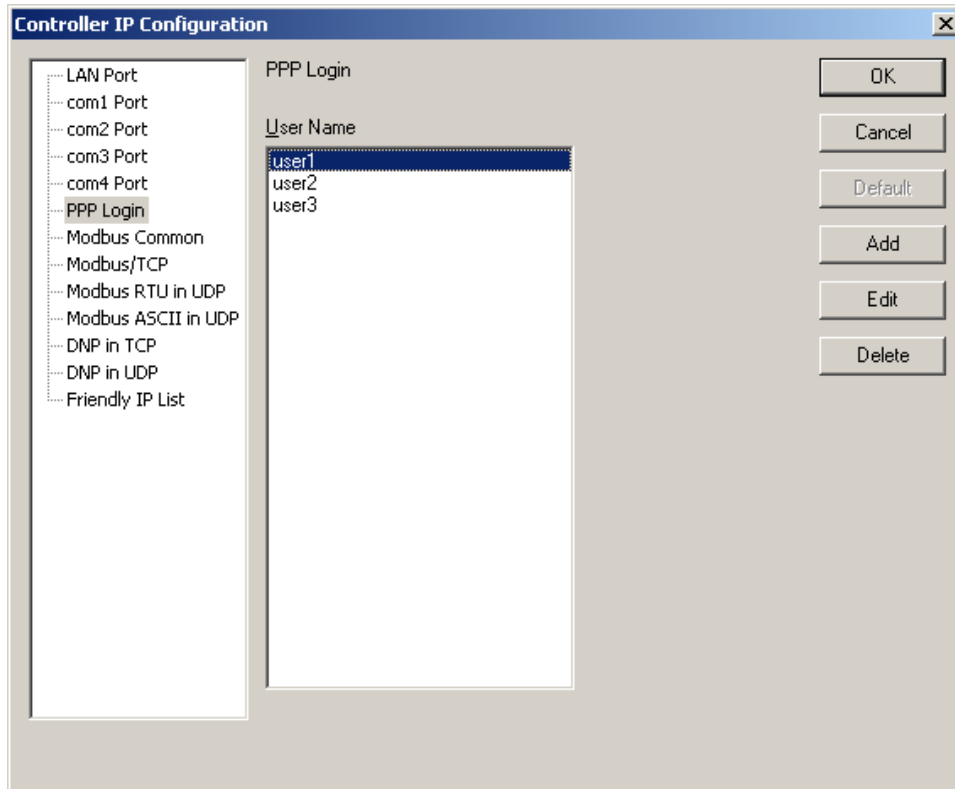 Controller IP Configuration
LAN Port
com1 Port
com2 Port
com3 Port
com4 Port
PPP Login
Modbus Common
Modbus/TCP
Modbus RTU in UDP
Modbus ASCII in UDP
DNP in TCP
DNP in UDP
Friendly IP List
PPP Login
User Name
user1
user2
user3
OK
Cancel
Default
Add
Edit
Delete